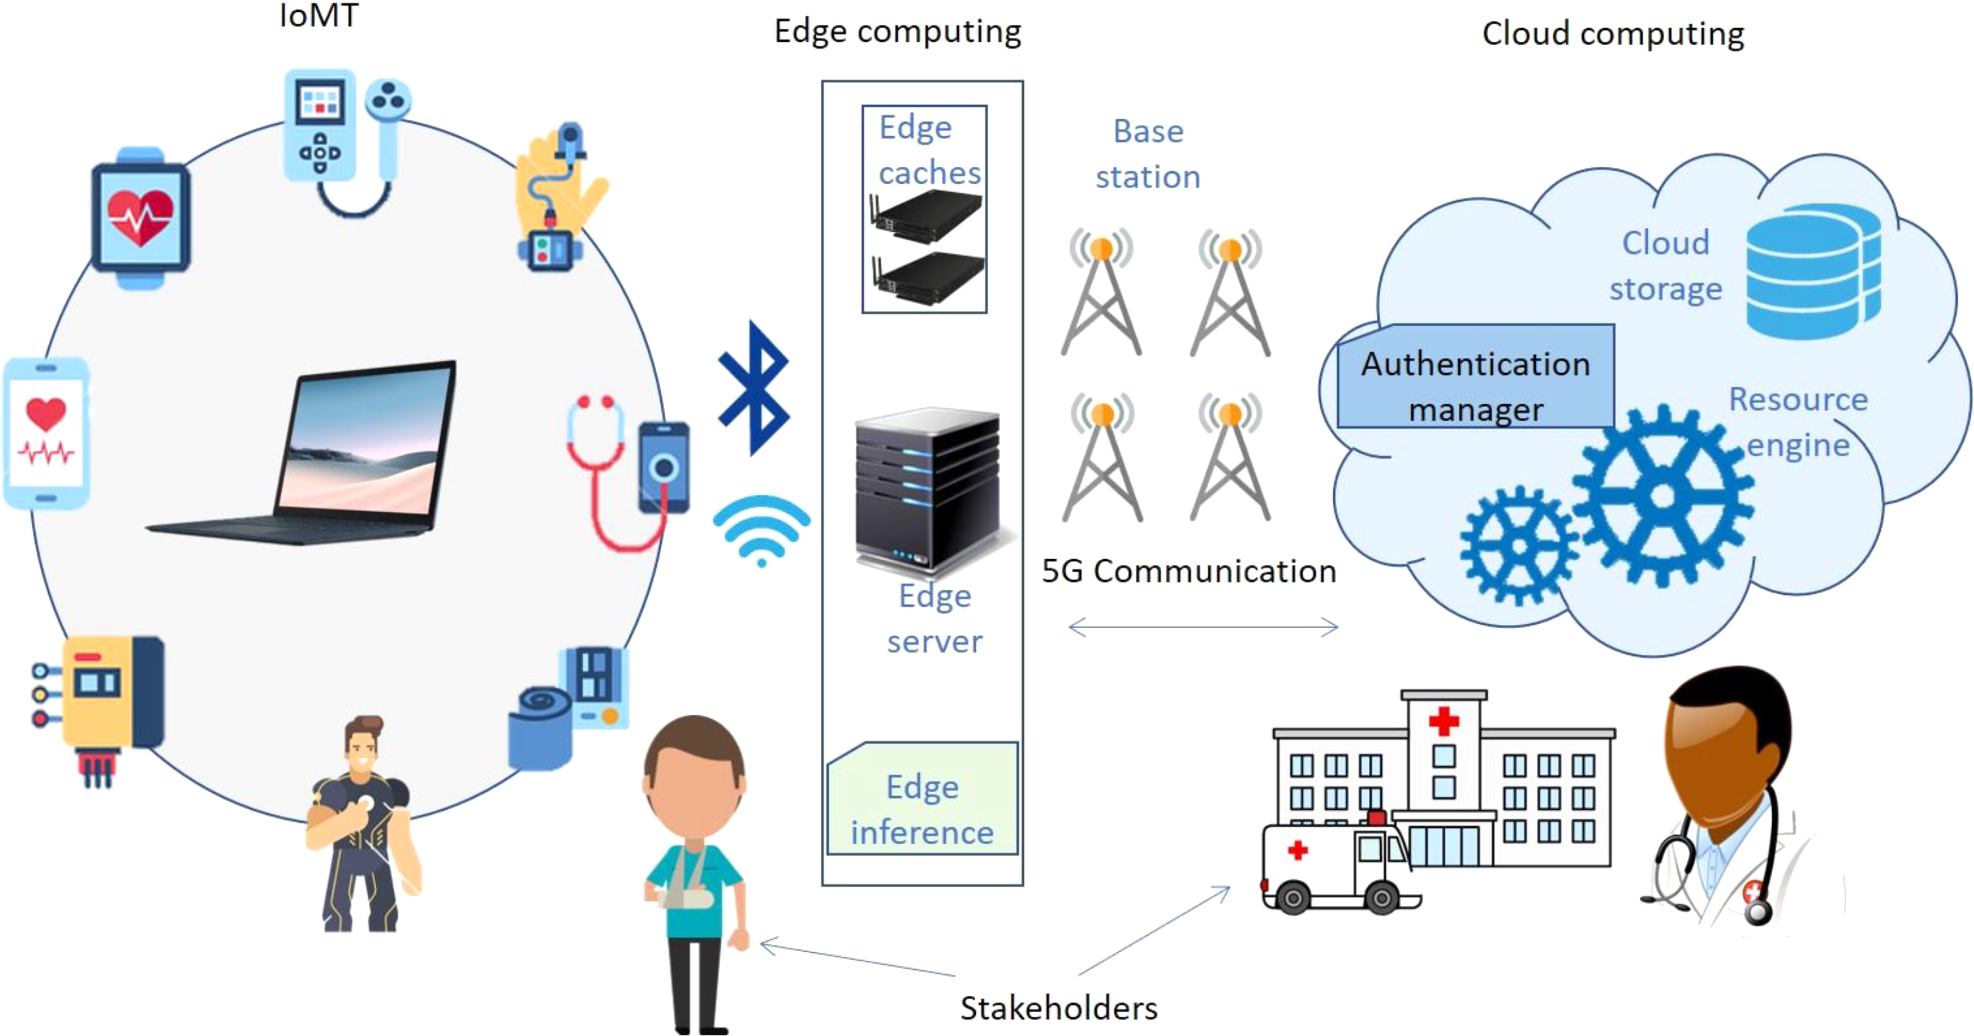 IoMT
Edge computing
Cloud computing
Edge
caches
Base
station
Cloud
storage
Authentication
manager
Resource
engine
5G Communication
Edge
server
Edge
inference
Stakeholders